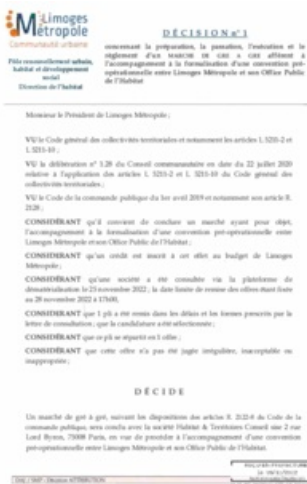 Limoges
Métropole
Communauté urbaine
Pôle renouvellement urbain,
habitat et développement
social
Direction de l'habitat
DÉCISION n° 1
concernant la préparation, la passation, l'exécution et le
règlement d'un MARCHE DE GRE A GRE afférent à
l'accompagnement à la formalisation d'une convention pré-
opérationnelle entre Limoges Métropole et son Office Public
de l'Habitat
Monsieur le Président de Limoges Métropole ;
VU le Code général des collectivités territoriales et notamment les articles L 5211-2 et
L 5211-10 ;
VU la délibération n° 1.28 du Conseil communautaire en date du 22 juillet 2020
relative à l'application des articles L 5211-2 et L 5211-10 du Code général des
collectivités territoriales ;
VU le Code de la commande publique du 1er avril 2019 et notamment son article R.
2128 ;
CONSIDÉRANT qu'il convient de conclure un marché ayant pour objet,
l'accompagnement à la formalisation d'une convention pré-opérationnelle entre
Limoges Métropole et son Office Public de l'Habitat ;
CONSIDÉRANT qu'un crédit est inscrit à cet effet au budget de Limoges
Métropole ;
CONSIDÉRANT qu'une société a été consultée via la plateforme de
dématérialisation le 23 novembre 2022 ; la date limite de remise des offres étant fixée
au 28 novembre 2022 à 17h00,
CONSIDÉRANT que 1 pli a été remis dans les délais et les formes prescrits par la
lettre de consultation ; que la candidature a été sélectionnée ;
CONSIDÉRANT que ce pli se répartit en 1 offre ;
CONSIDÉRANT que cette offre n'a pas été jugée irrégulière, inacceptable ou
inappropriée ;
DÉCIDE
Un marché de gré à gré, suivant les dispositions des articles R. 2122-8 du Code de la
commande publique, sera conclu avec la société Habitat & Territoires Conseil sise 2 rue
Lord Byron, 75008 Paris, en vue de procéder à l'accompagnement d'une convention
pré-opérationnelle entre Limoges Métropole et son Office Public de l'Habitat.
Décision ATTRIBUTION